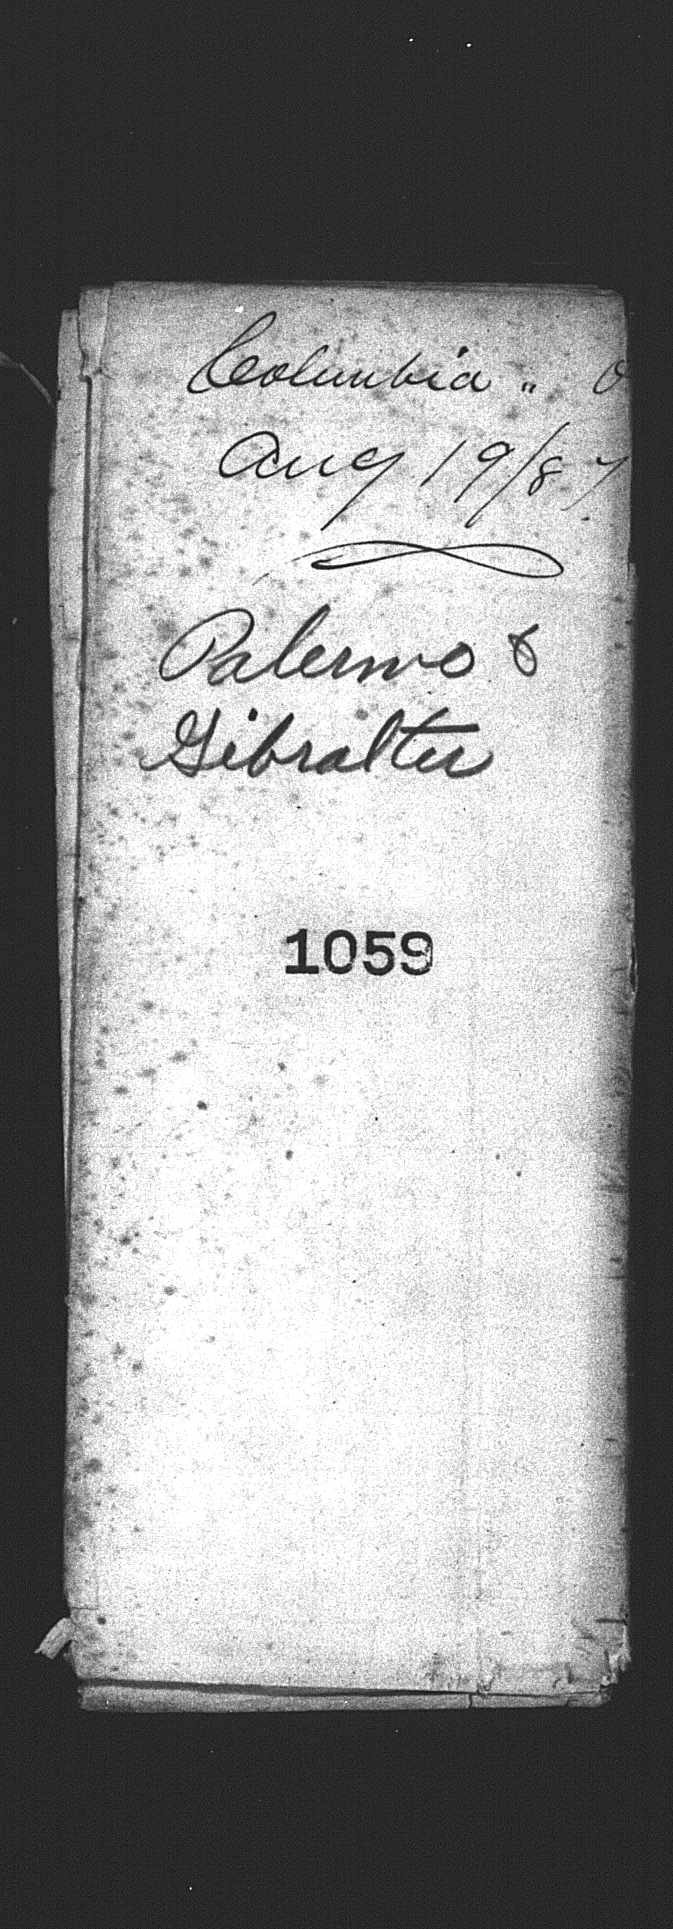 Columbia "
Aug 19/87
Palermo &
Gibralter
1059